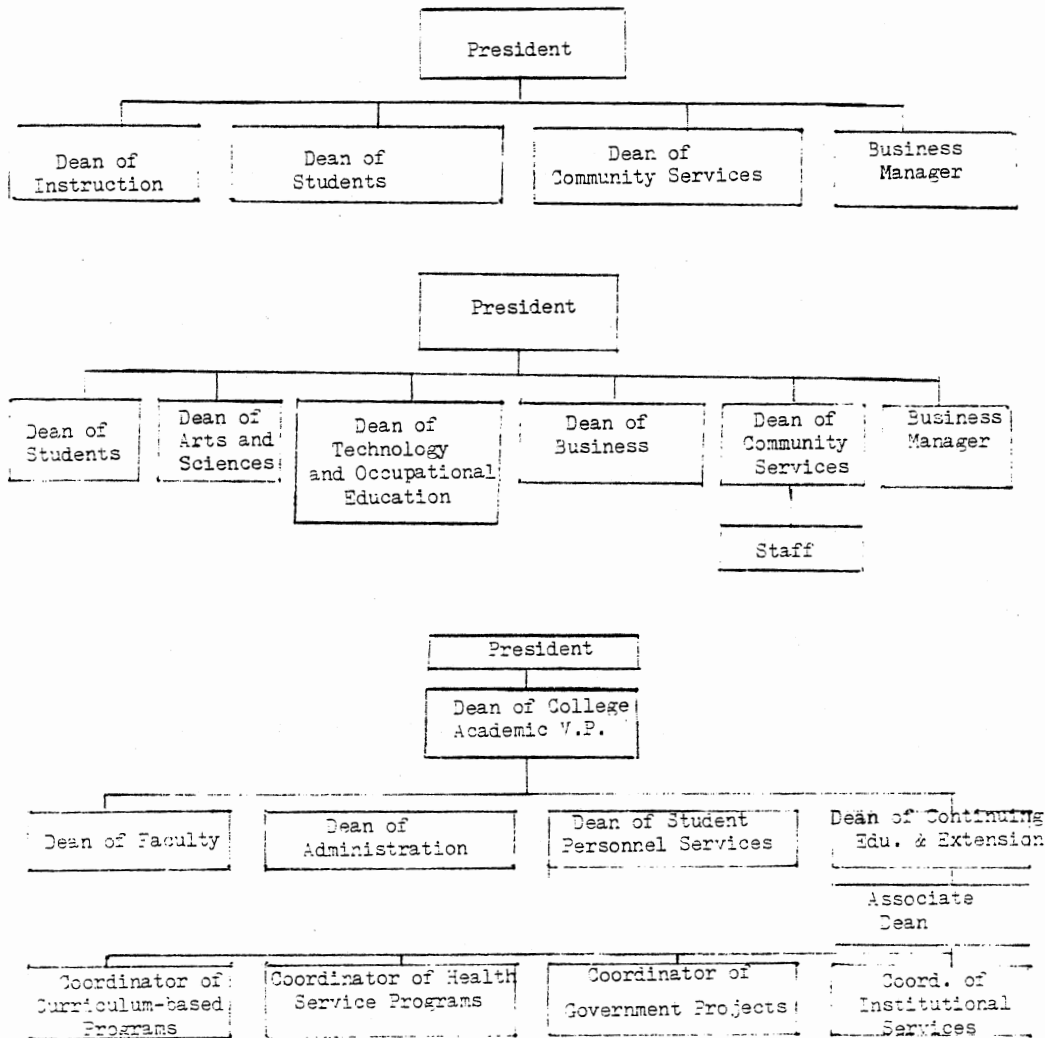 President
Dean of
Instruction
Dean of
Students
Dean of
Community Services
Business
Manager
President
Dean of
Students
Dean of
Arts and
Sciences
Dean of
Technology
and Occupational
Education
Dean of
Business
Dean of
Community
Services
Business
Manager
Staff
President
Dean of College
Academic V.P.
Dean of Faculty
Dean of
Administration
Dean of Student
Personnel Services
Dean of Continuing
Edu. & Extension
Associate
Dean
Coordinator of
Curriculum-based
Programs
Coordinator of Health
Service Programs
Coordinator of
Government Projects
Coord. of
Institutional
Services